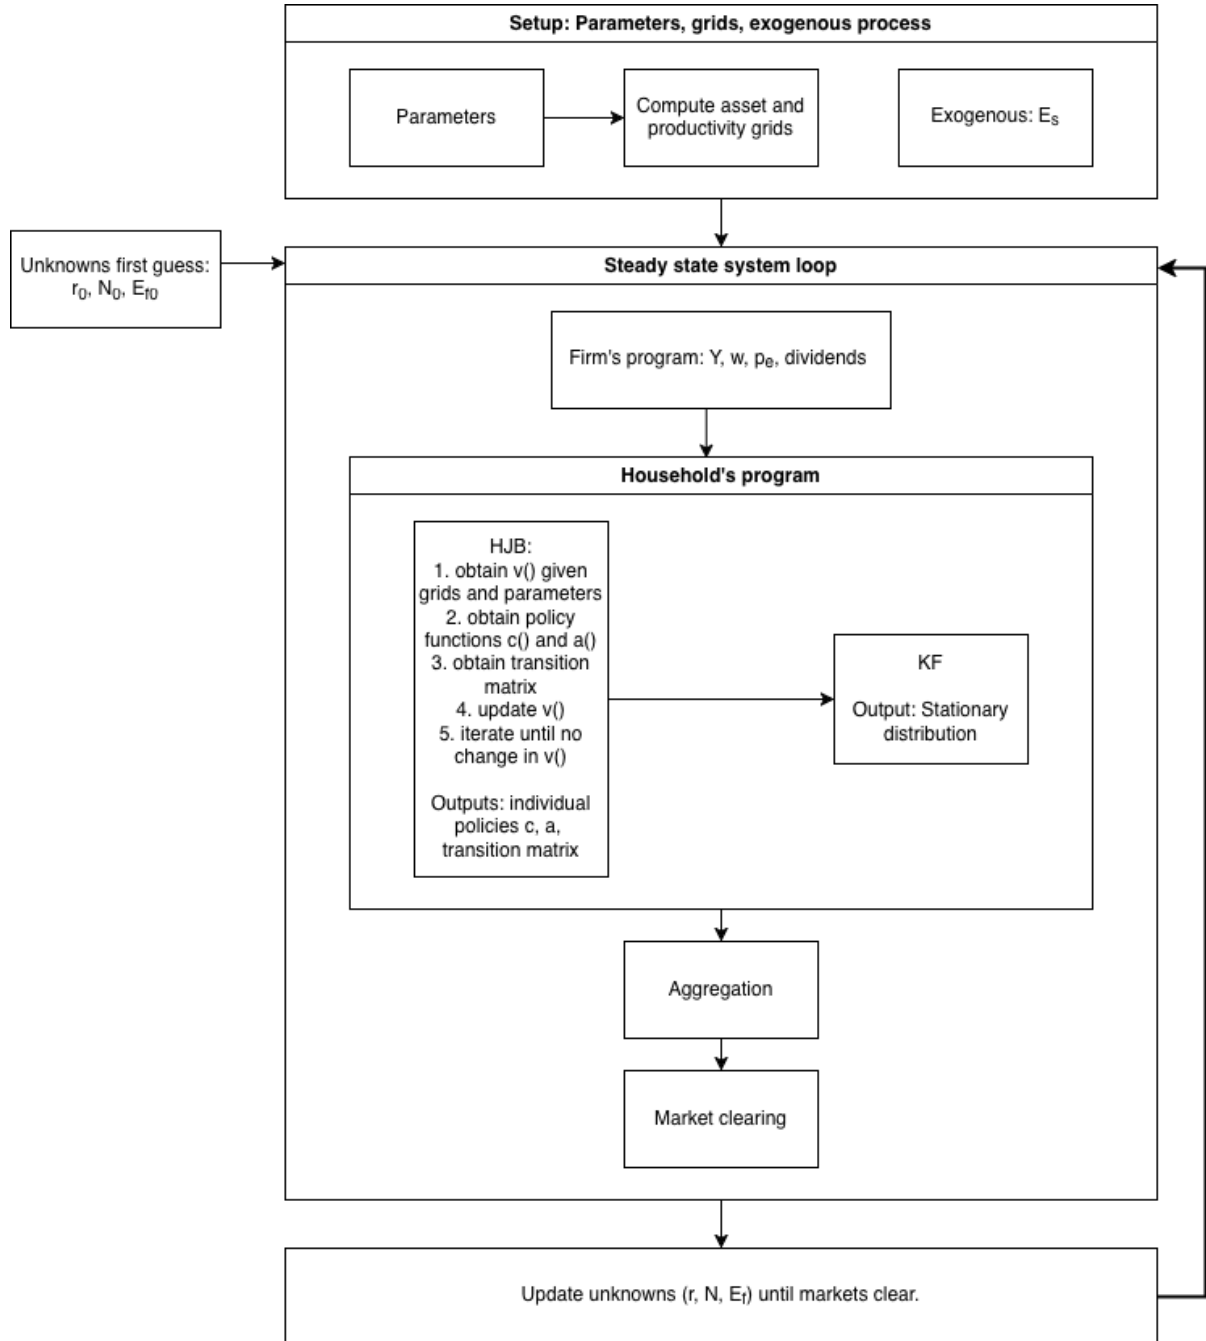 Setup: Parameters, grids, exogenous process
Parameters
Compute asset and
productivity grids
Exogenous: Es
Unknowns first guess:
r0, N0, Ef0
Steady state system loop
Firm's program: Y, w, pe, dividends
Household's program
HJB:
1. obtain v() given
grids and parameters
2. obtain policy
functions c() and a()
3. obtain transition
matrix
4. update v()
5. iterate until no
change in v()
Outputs: individual
policies c, a,
transition matrix
KF
Output: Stationary
distribution
Aggregation
Market clearing
Update unknowns (r, N, Ef) until markets clear.